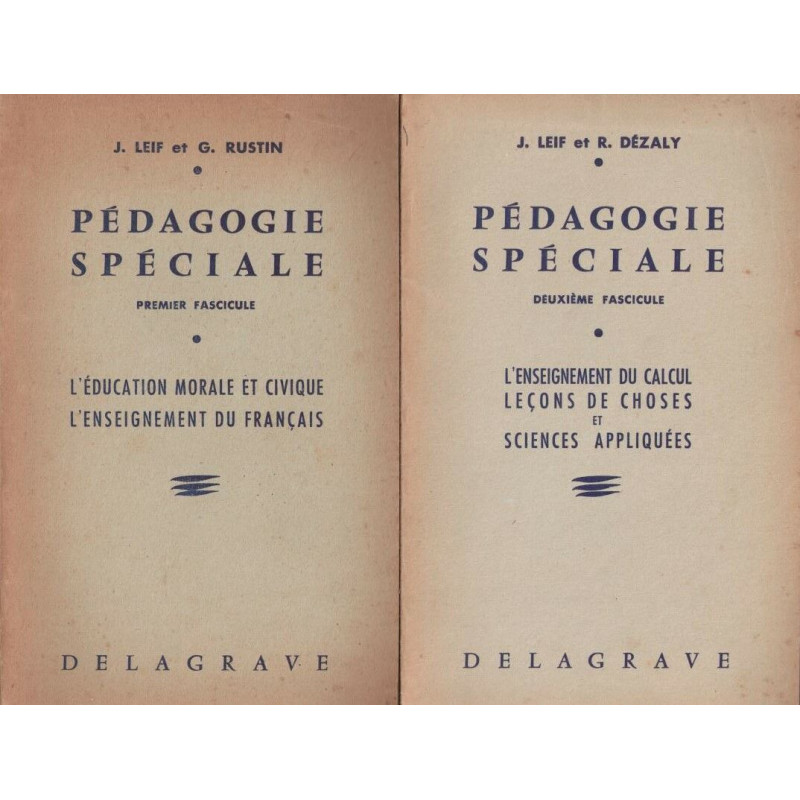 J. LEIF et G. RUSTIN
PÉDAGOGIE
SPÉCIALE
PREMIER FASCICULE
L'ÉDUCATION MORALE ET CIVIQUE
L'ENSEIGNEMENT DU FRANÇAIS
DELAGRAVE
J. LEIF et R. DÉZALY
PÉDAGOGIE
SPÉCIALE
DEUXIÈME FASCICULE
L'ENSEIGNEMENT DU CALCUL
LEÇONS DE CHOSES
ET
SCIENCES APPLIQUÉES
DELAGRAVE